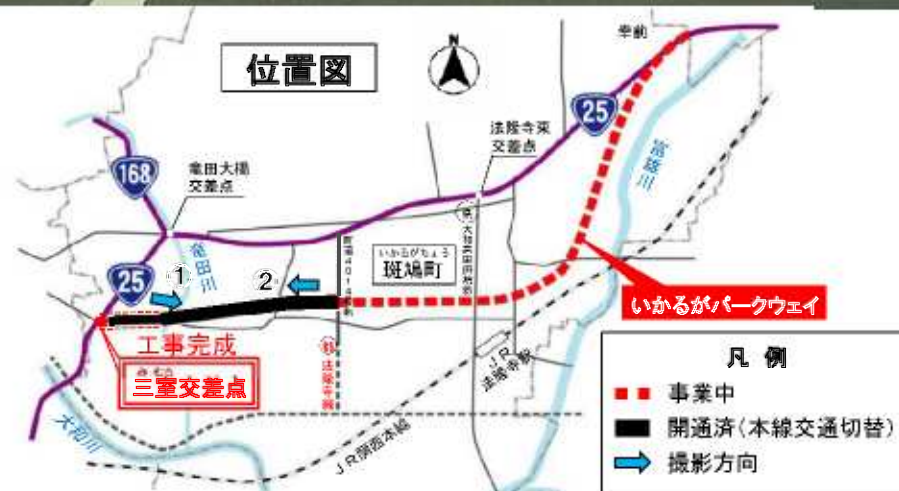 位置図
N
幸前
25
法隆寺東
交差点
富雄川
168
竜田大橋
交差点
竜田川
いかるがちょう
斑鳩町
25
1
2
いかるがパークウェイ
工事完成
三室交差点
法隆寺線
JR
法隆寺駅
大和川
JR関西本線
凡 例
事業中
開通済(本線交通切替)
撮影方向